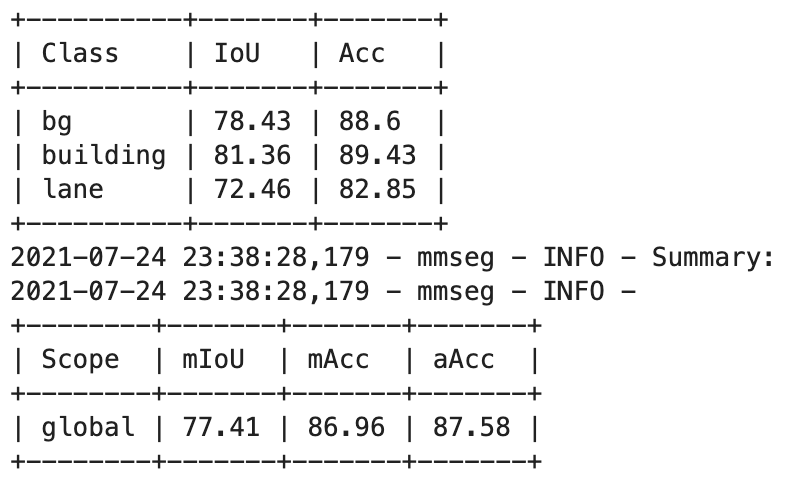 +----------+-------+-------+
| Class    | IoU   | Acc   |
+----------+-------+-------+
| bg       | 78.43 | 88.6  |
| building | 81.36 | 89.43 |
| lane     | 72.46 | 82.85 |
+----------+-------+-------+
2021-07-24 23:38:28,179 - mmseg - INFO - Summary:
2021-07-24 23:38:28,179 - mmseg - INFO -
+--------+-------+-------+-------+
| Scope  | mIoU  | mAcc  | aAcc  |
+--------+-------+-------+-------+
| global | 77.41 | 86.96 | 87.58 |
+--------+-------+-------+-------+